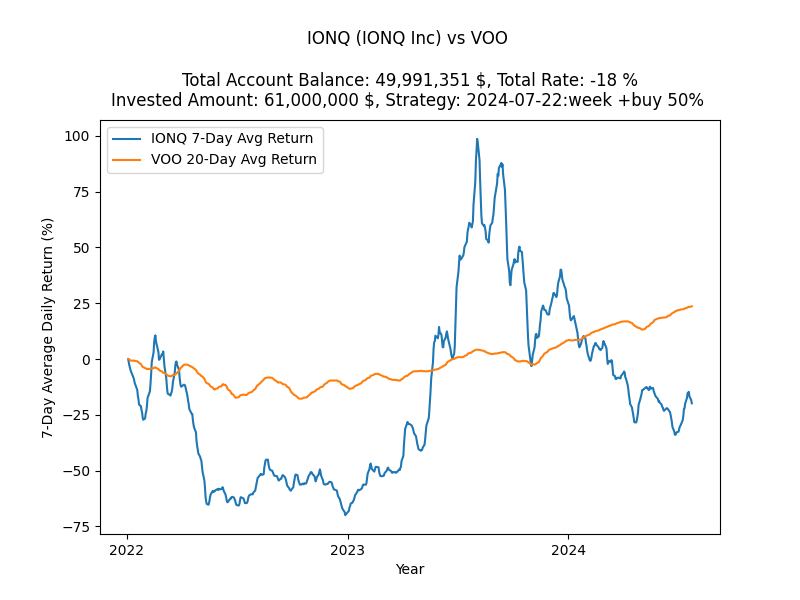 IONQ (IONQ Inc) vs VOO
Total Account Balance: 49,991,351 $, Total Rate: -18 %
Invested Amount: 61,000,000 $, Strategy: 2024-07-22:week +buy 50%
IONQ 7-Day Avg Return
VOO 20-Day Avg Return
7-Day Average Daily Return (%)
100
75
50
25
0
−25
−50
−75
2022
2023
2024
Year